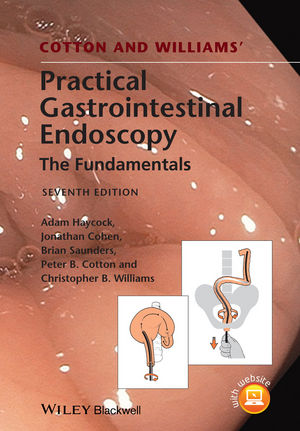 COTTON AND WILLIAMS'
Practical
Gastrointestinal
Endoscopy
The Fundamentals
SEVENTH EDITION
Adam Haycock,
Jonathan Cohen,
Brian Saunders,
Peter B. Cotton and
Christopher B. Williams
with website
WILEY Blackwell